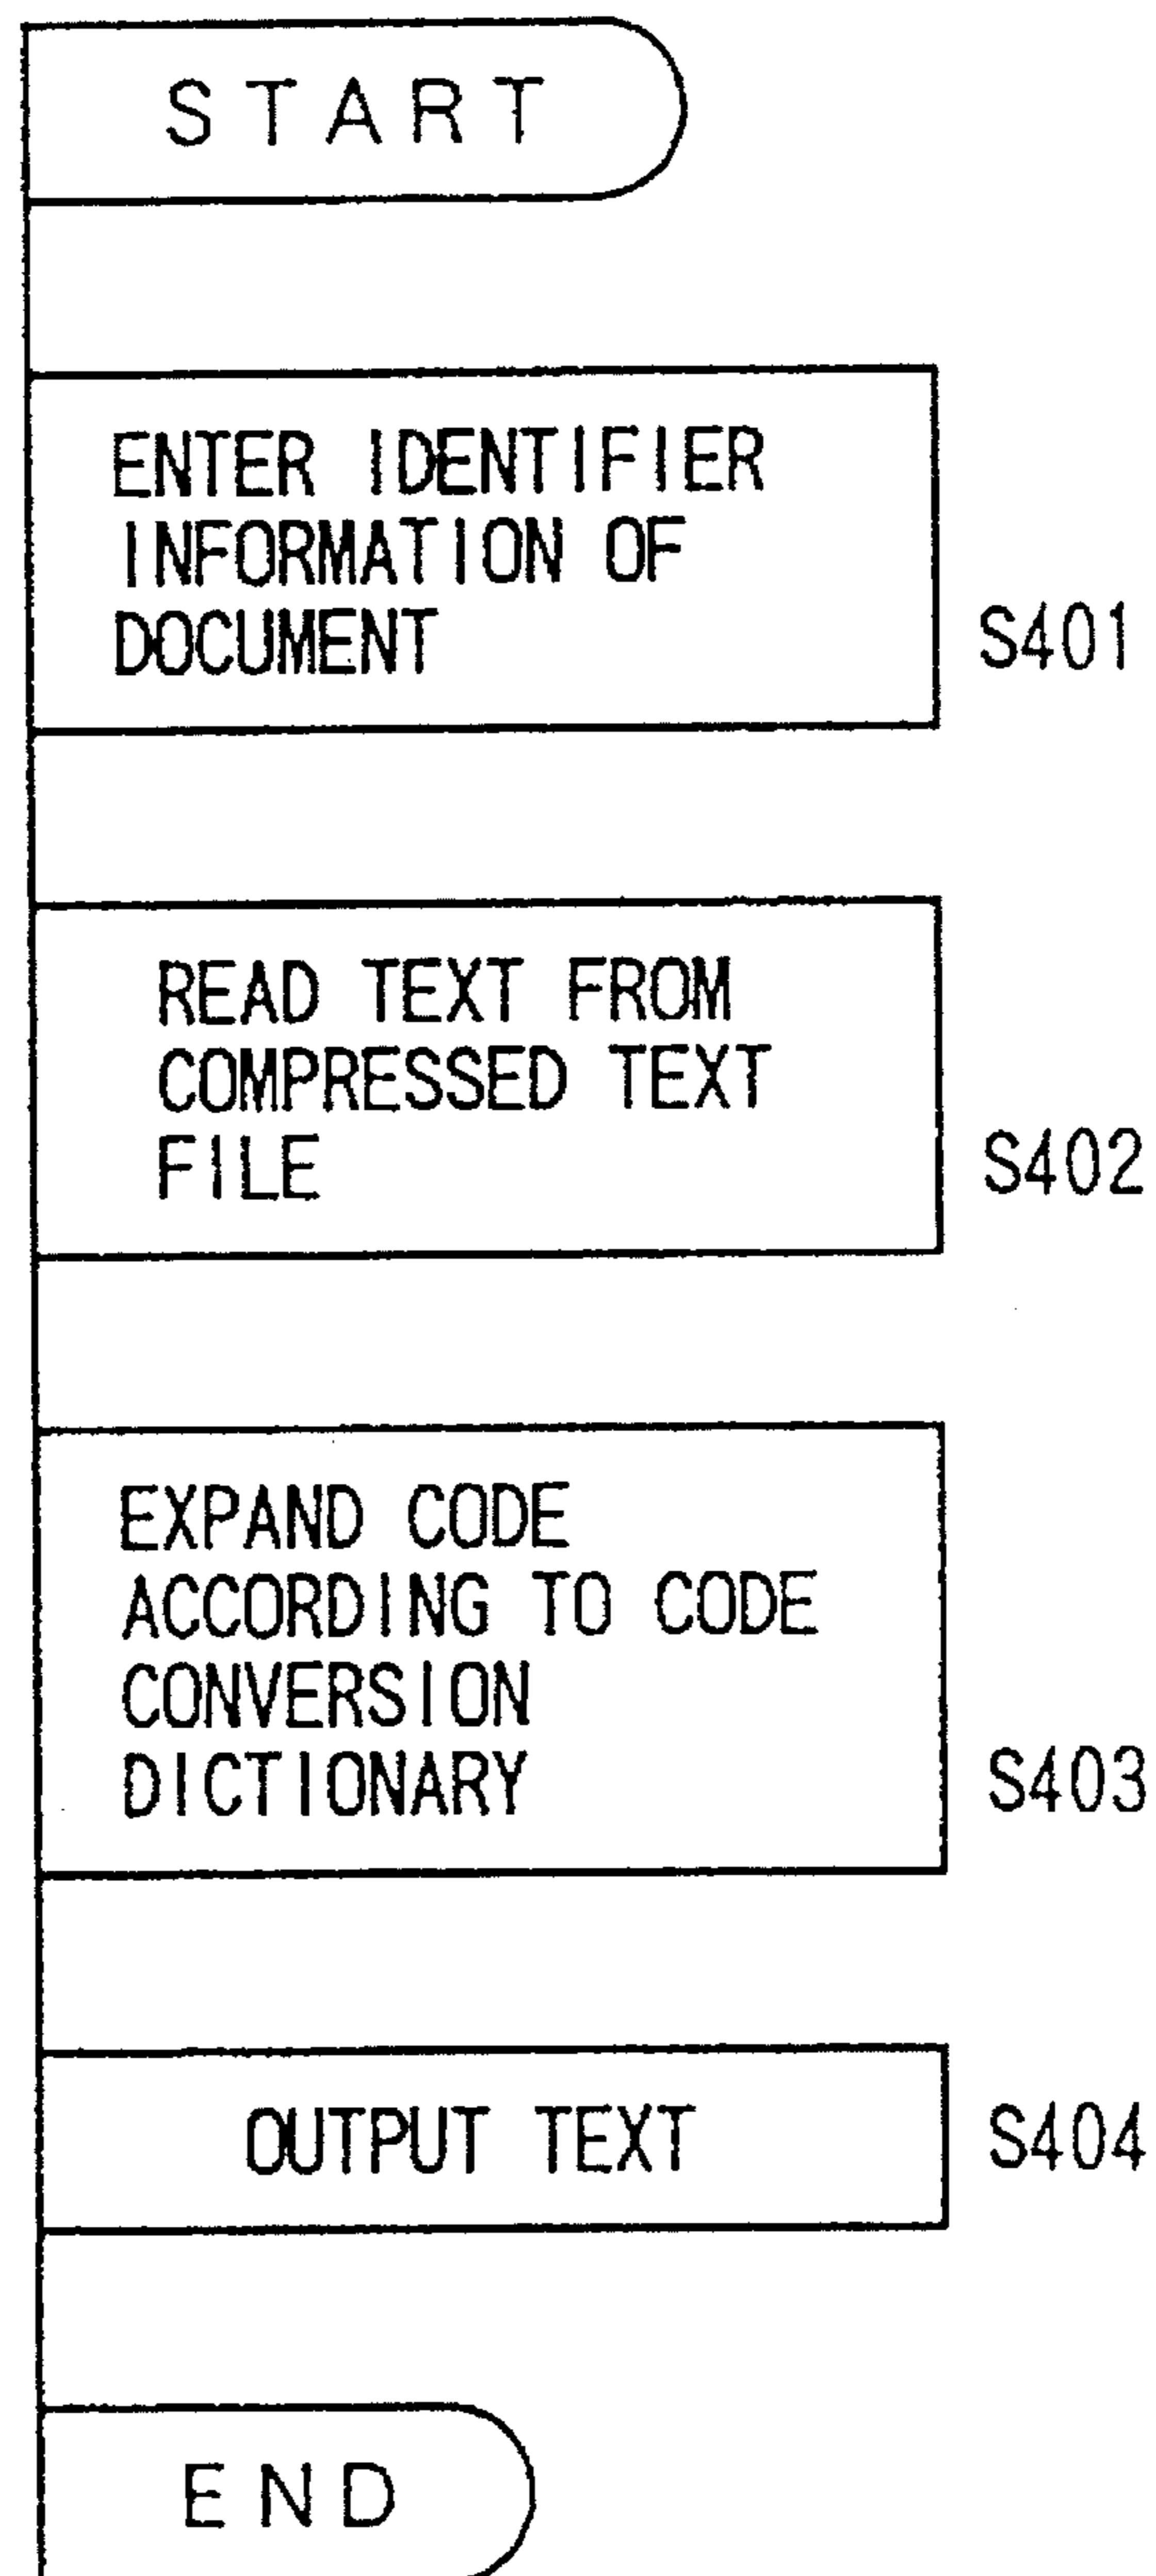 START
ENTER IDENTIFIER
INFORMATION OF
DOCUMENT
S401
READ TEXT FROM
COMPRESSED TEXT
FILE
S402
EXPAND CODE
ACCORDING TO CODE
CONVERSION
DICTIONARY
S403
OUTPUT TEXT
S404
END